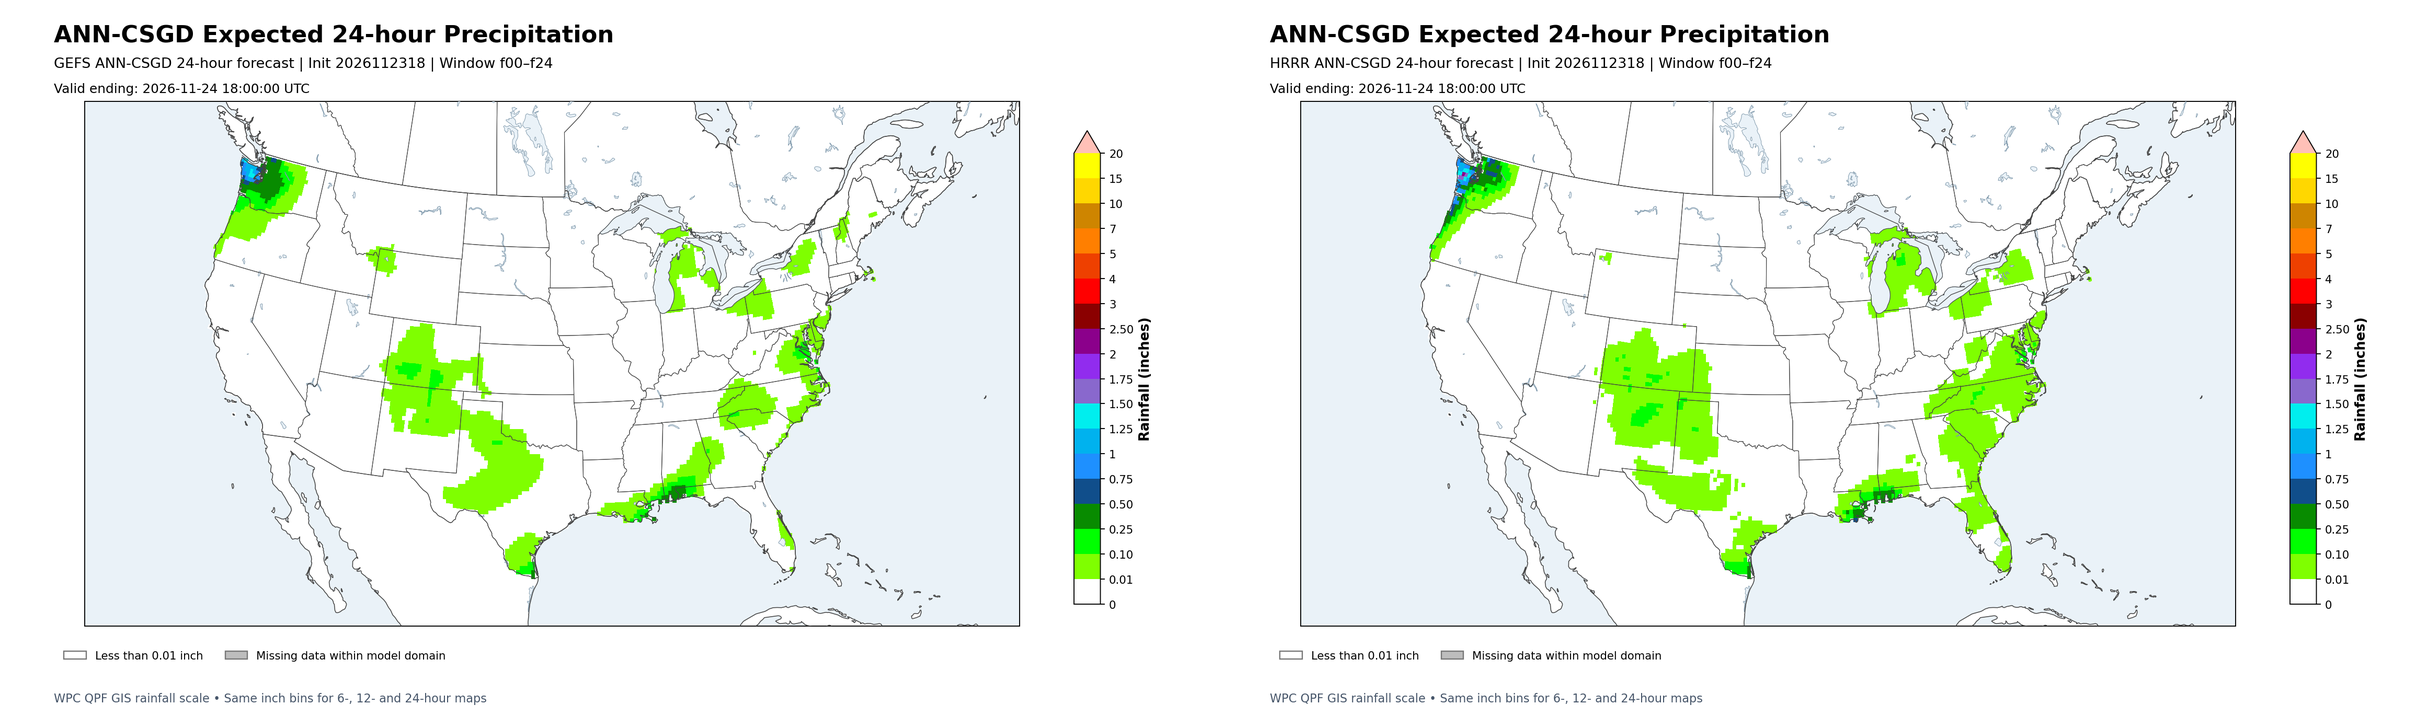 ANN-CSGD Expected 24-hour Precipitation
GEFS ANN-CSGD 24-hour forecast | Init 2026112318 | Window f00–f24
Valid ending: 2026-11-24 18:00:00 UTC
20
15
10
7
5
4
3
2.50
2
1.75
1.50
1.25
1
0.75
0.50
0.25
0.10
0.01
0
Rainfall (inches)
Less than 0.01 inch
Missing data within model domain
WPC QPF GIS rainfall scale • Same inch bins for 6-, 12- and 24-hour maps
ANN-CSGD Expected 24-hour Precipitation
HRRR ANN-CSGD 24-hour forecast | Init 2026112318 | Window f00–f24
Valid ending: 2026-11-24 18:00:00 UTC
20
15
10
7
5
4
3
2.50
2
1.75
1.50
1.25
1
0.75
0.50
0.25
0.10
0.01
0
Rainfall (inches)
Less than 0.01 inch
Missing data within model domain
WPC QPF GIS rainfall scale • Same inch bins for 6-, 12- and 24-hour maps